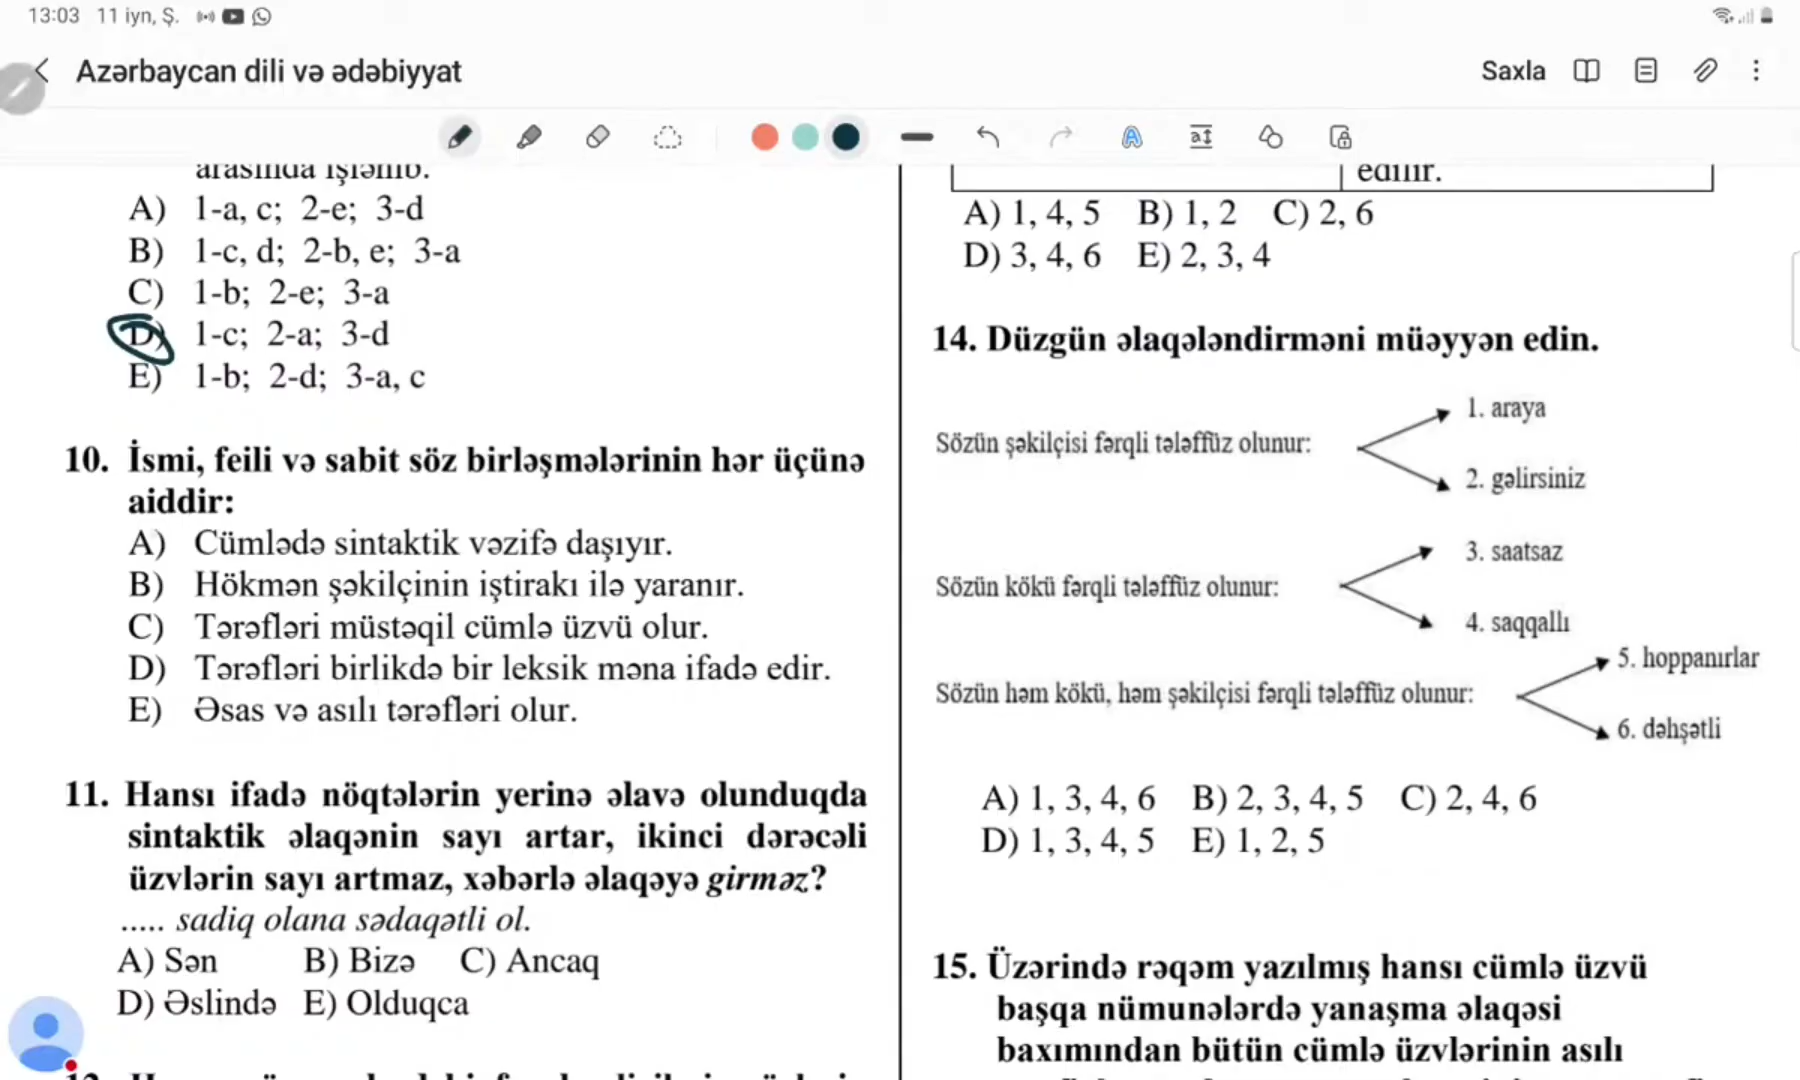 13:03 11 iyn, Ş.
Azərbaycan dili və ədəbiyyat
Saxla
arasında işlənib.
A) 1-a, c; 2-e; 3-d
B) 1-c, d; 2-b, e; 3-a
C) 1-b; 2-e; 3-a
D) 1-c; 2-a; 3-d
E) 1-b; 2-d; 3-a, c
10. İsmi, feili və sabit söz birləşmələrinin hər üçünə
aiddir:
A) Cümlədə sintaktik vəzifə daşıyır.
B) Hökmən şəkilçinin iştirakı ilə yaranır.
C) Tərəfləri müstəqil cümlə üzvü olur.
D) Tərəfləri birlikdə bir leksik məna ifadə edir.
E) Əsas və asılı tərəfləri olur.
11. Hansı ifadə nöqtələrin yerinə əlavə olunduqda
sintaktik əlaqənin sayı artar, ikinci dərəcəli
üzvlərin sayı artmaz, xəbərlə əlaqəyə girməz?
..... sadiq olana sədaqətli ol.
A) Sən B) Bizə C) Ancaq
D) Əslində E) Olduqca
edilir.
A) 1, 4, 5 B) 1, 2 C) 2, 6
D) 3, 4, 6 E) 2, 3, 4
14. Düzgün əlaqələndirməni müəyyən edin.
Sözün şəkilçisi fərqli tələffüz olunur:
1. araya
2. gəlirsiniz
Sözün kökü fərqli tələffüz olunur:
3. saatsaz
4. saqqallı
Sözün həm kökü, həm şəkilçisi fərqli tələffüz olunur:
5. hoppanırlar
6. dəhşətli
A) 1, 3, 4, 6 B) 2, 3, 4, 5 C) 2, 4, 6
D) 1, 3, 4, 5 E) 1, 2, 5
15. Üzərində rəqəm yazılmış hansı cümlə üzvü
başqa nümunələrdə yanaşma əlaqəsi
baxımından bütün cümlə üzvlərinin asılı